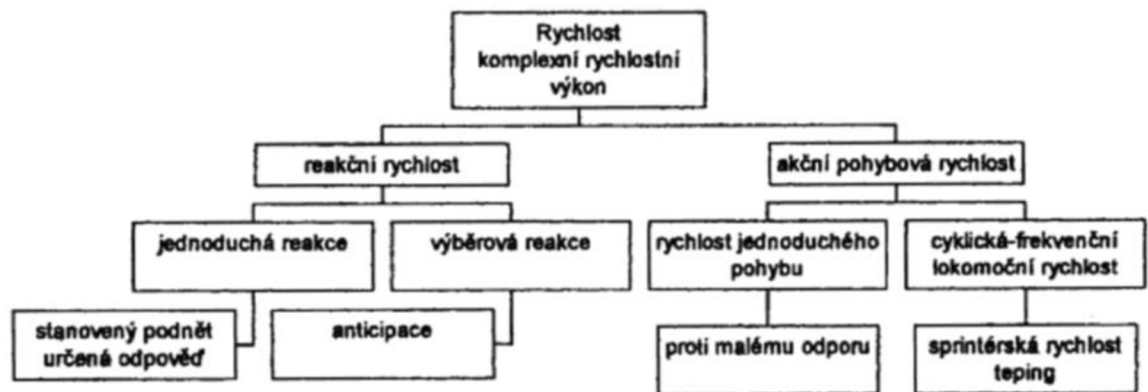 Rychlost
komplexní rychlostní
výkon
reakční rychlost
akční pohybová rychlost
jednoduchá reakce
výběrová reakce
rychlost jednoduchého
pohybu
cyklická-frekvenční
lokomoční rychlost
stanovený podnět
určená odpověď
anticipace
proti malému odporu
sprintérská rychlost
teping